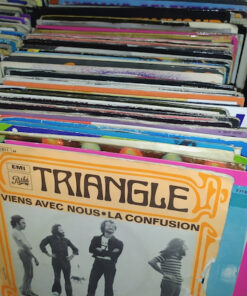 EMI
Pathé
TRIANGLE
VIENS AVEC NOUS • LA CONFUSION